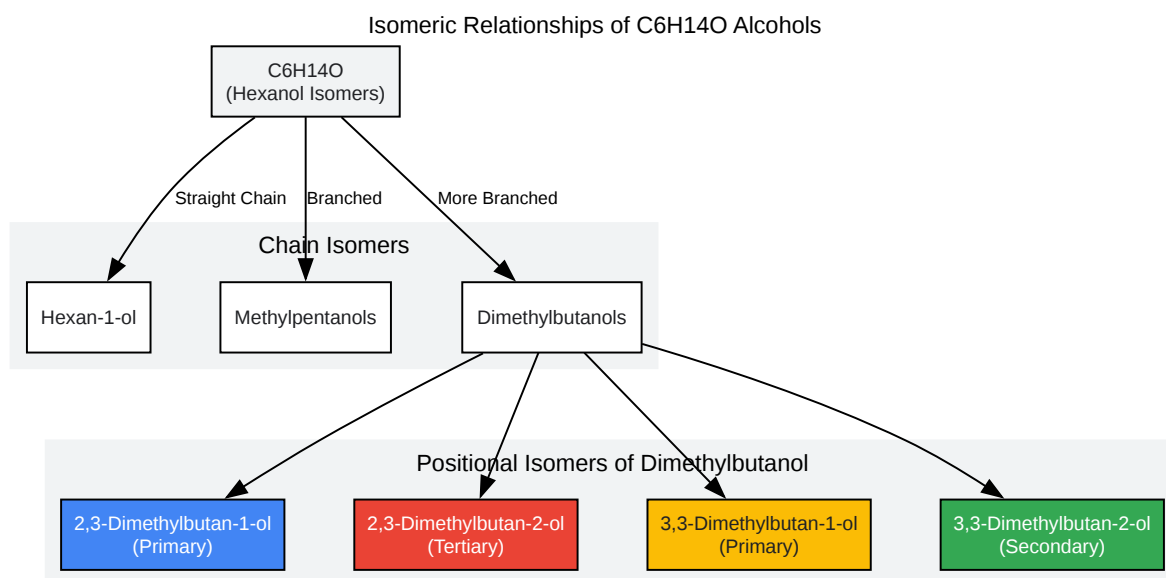 Isomeric Relationships of C6H14O Alcohols
C6H14O
(Hexanol Isomers)
Straight Chain
Branched
More Branched
Chain Isomers
Hexan-1-ol
Methylpentanols
Dimethylbutanols
Positional Isomers of Dimethylbutanol
2,3-Dimethylbutan-1-ol
(Primary)
2,3-Dimethylbutan-2-ol
(Tertiary)
3,3-Dimethylbutan-1-ol
(Primary)
3,3-Dimethylbutan-2-ol
(Secondary)